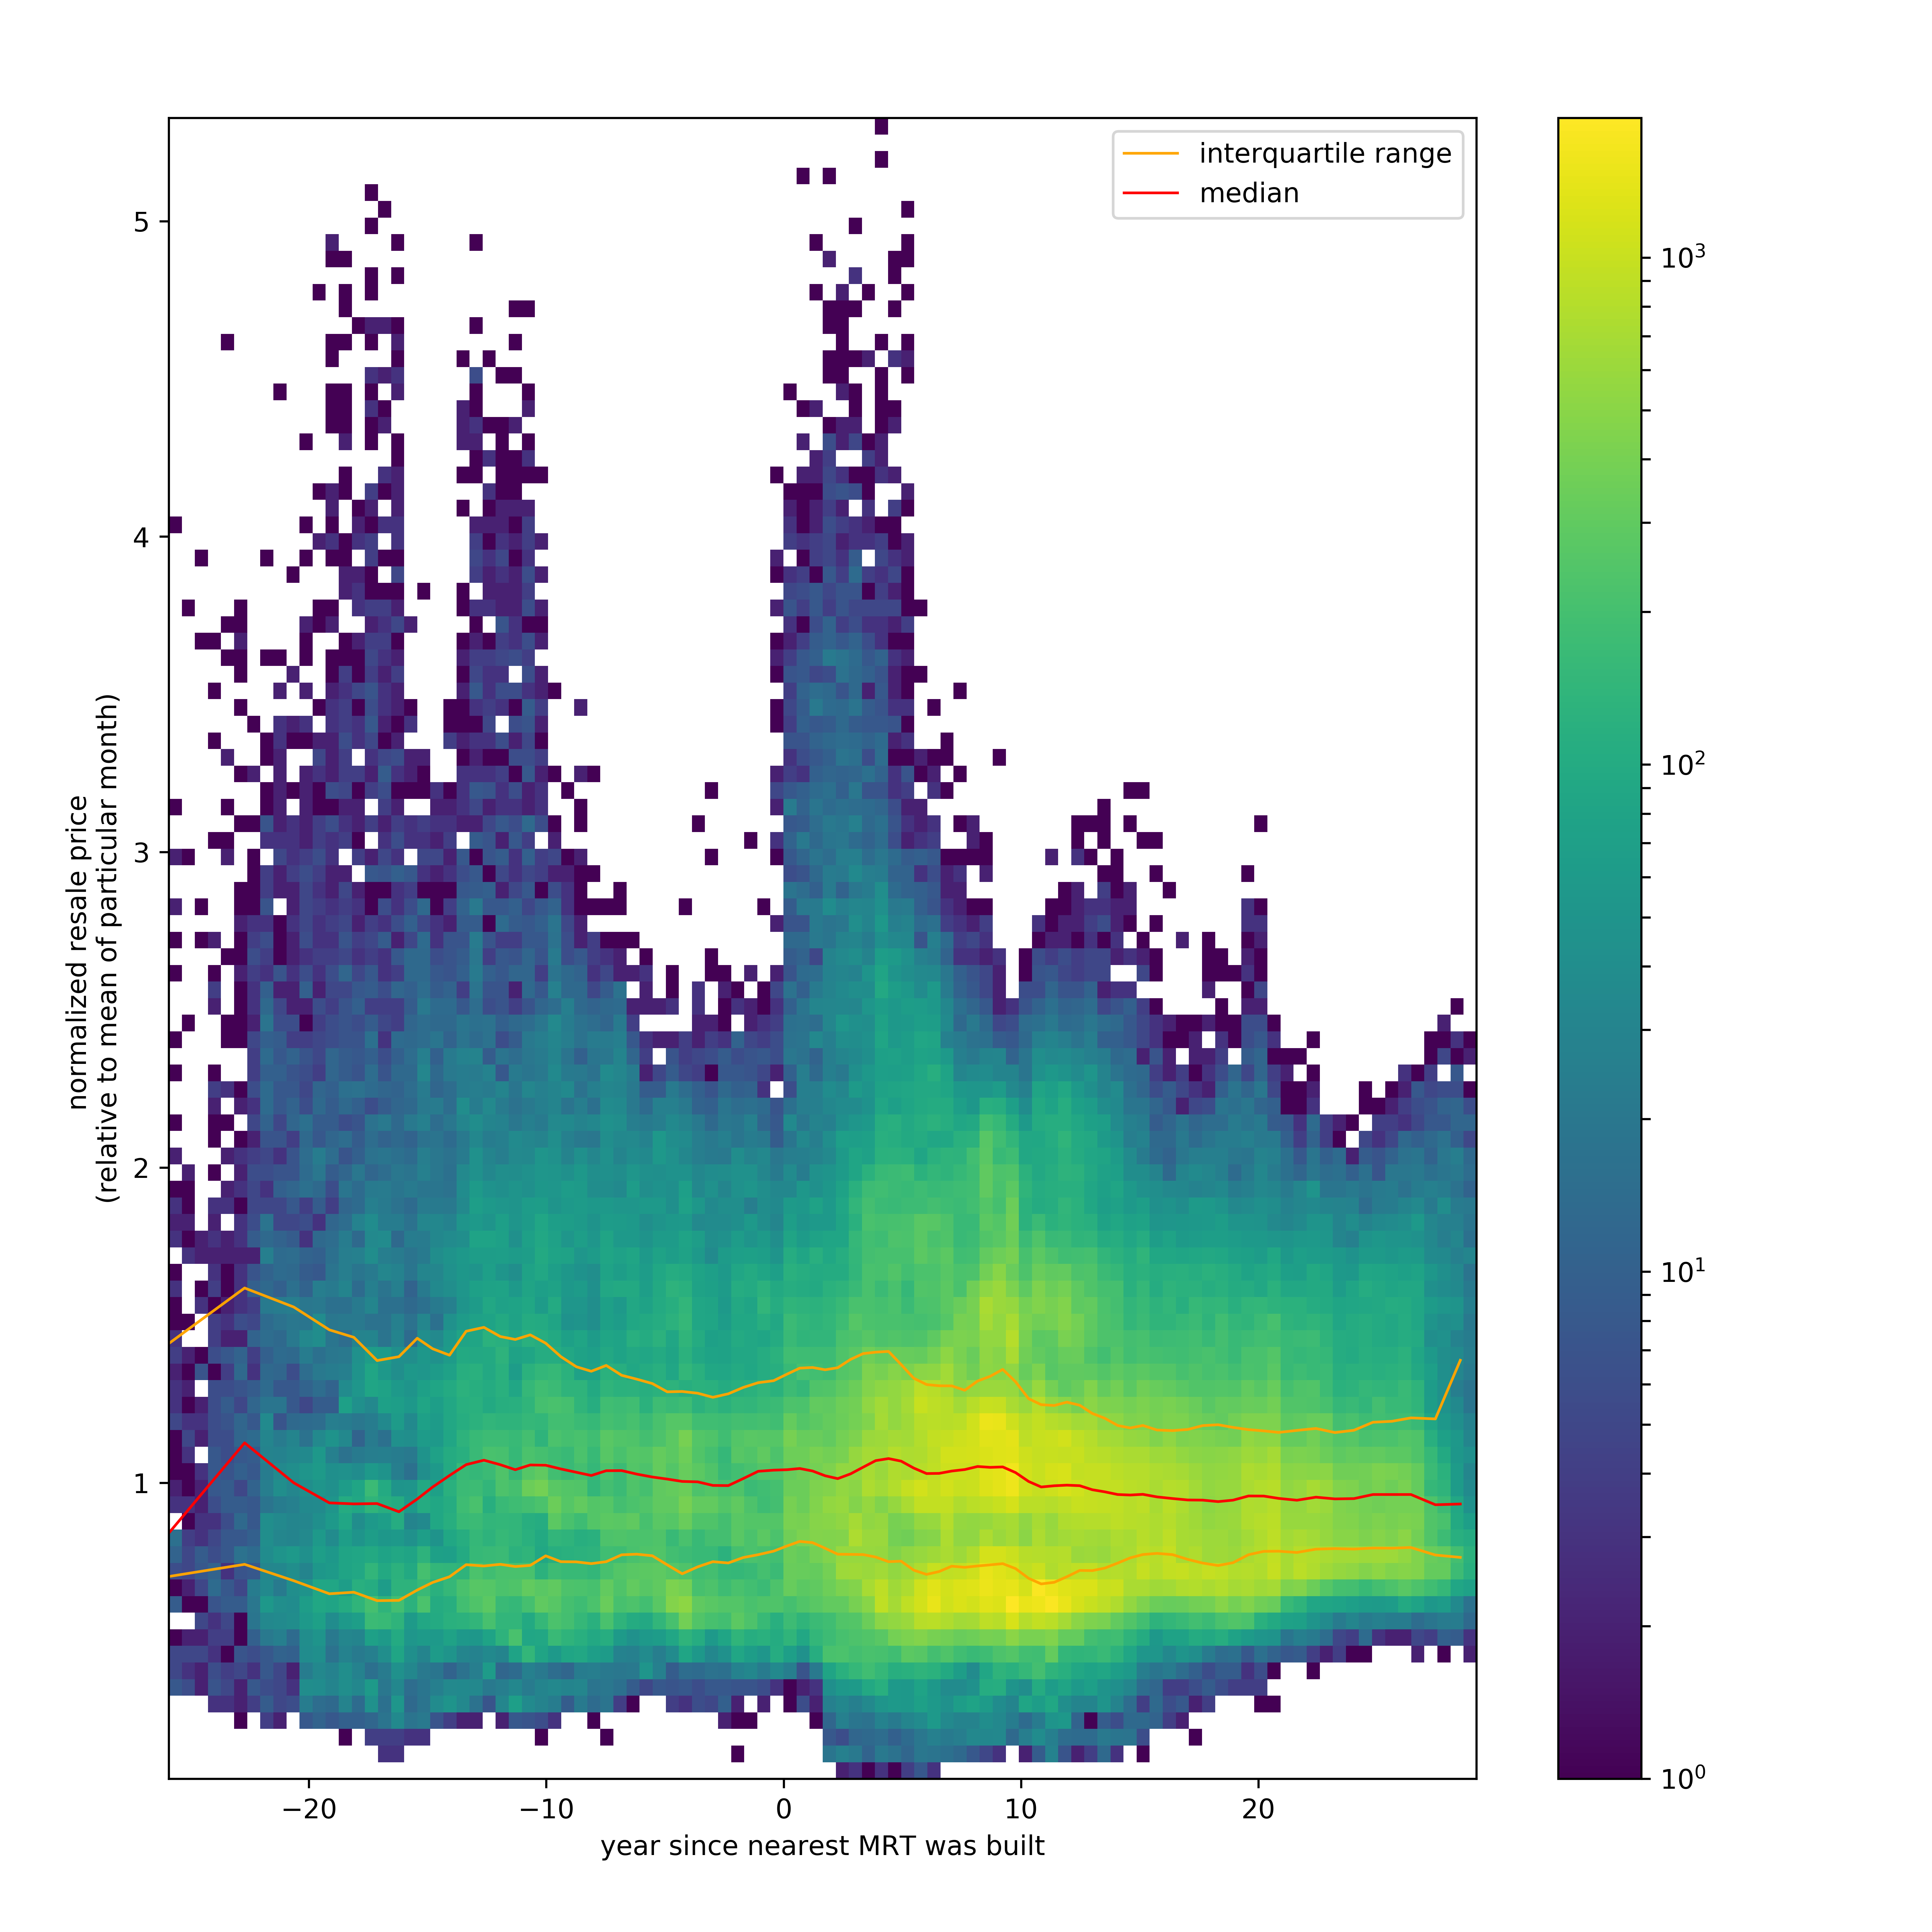 interquartile range
median
5
4
3
2
1
normalized resale price
(relative to mean of particular month)
−20
−10
0
10
20
year since nearest MRT was built
10³
10²
10¹
10⁰